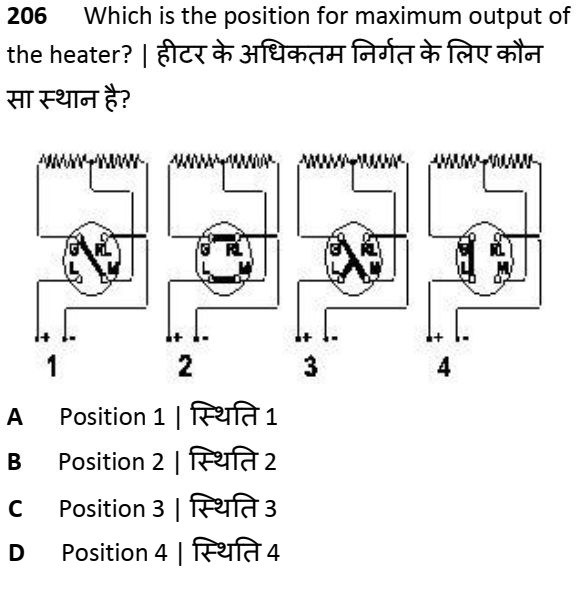 206 Which is the position for maximum output of
the heater? | हीटर के अधिकतम निर्गत के लिए कौन
सा स्थान है?
G RL G RL G RL G RL
L M L M L M L M
+ - + - + - + -
1 2 3 4
A Position 1 | स्थिति 1
B Position 2 | स्थिति 2
C Position 3 | स्थिति 3
D Position 4 | स्थिति 4